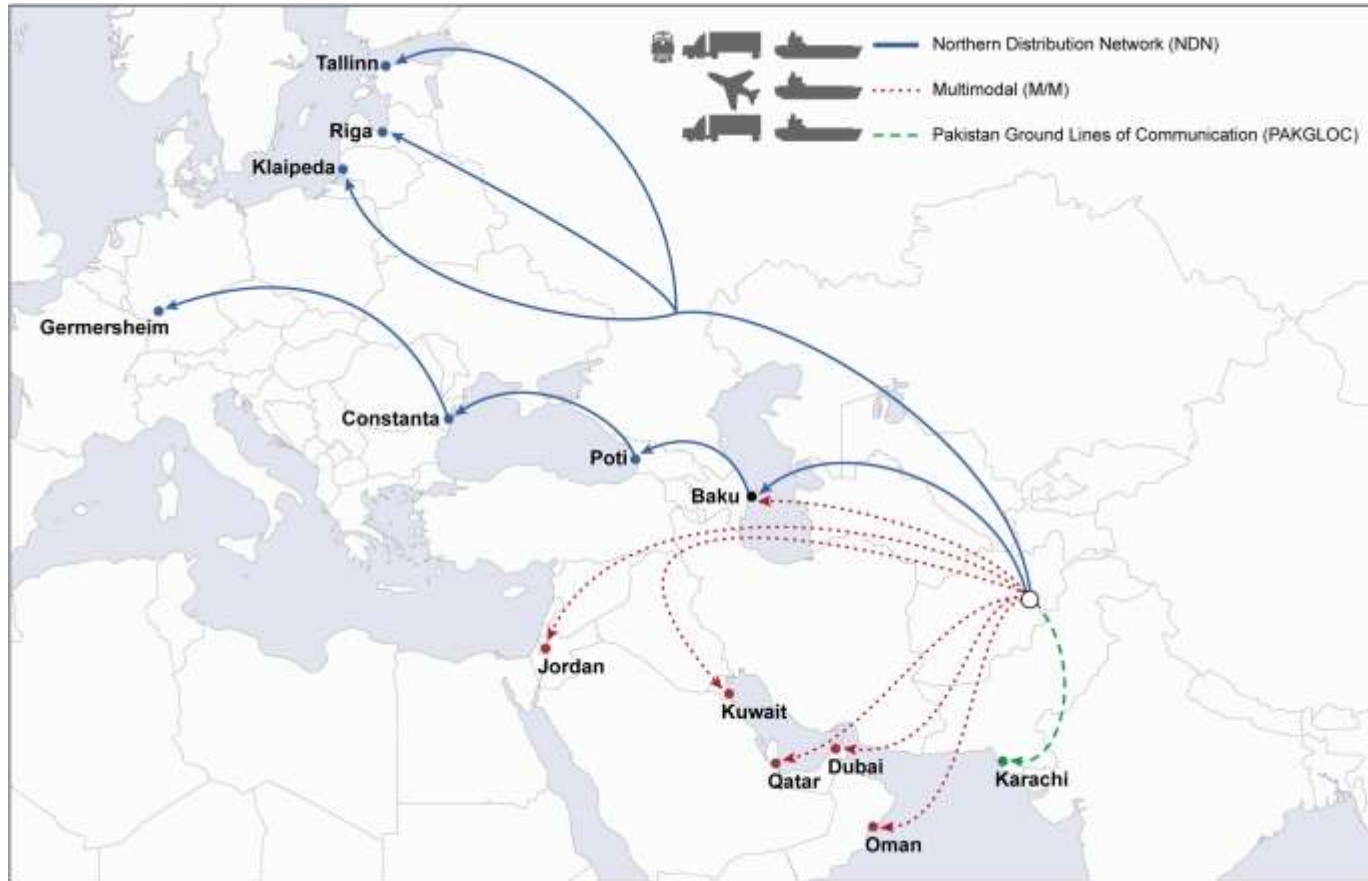 Northern Distribution Network (NDN)
Multimodal (M/M)
Pakistan Ground Lines of Communication (PAKGLOC)
Tallinn
Riga
Klaipeda
Germersheim
Constanta
Poti
Baku
Jordan
Kuwait
Qatar
Dubai
Karachi
Oman